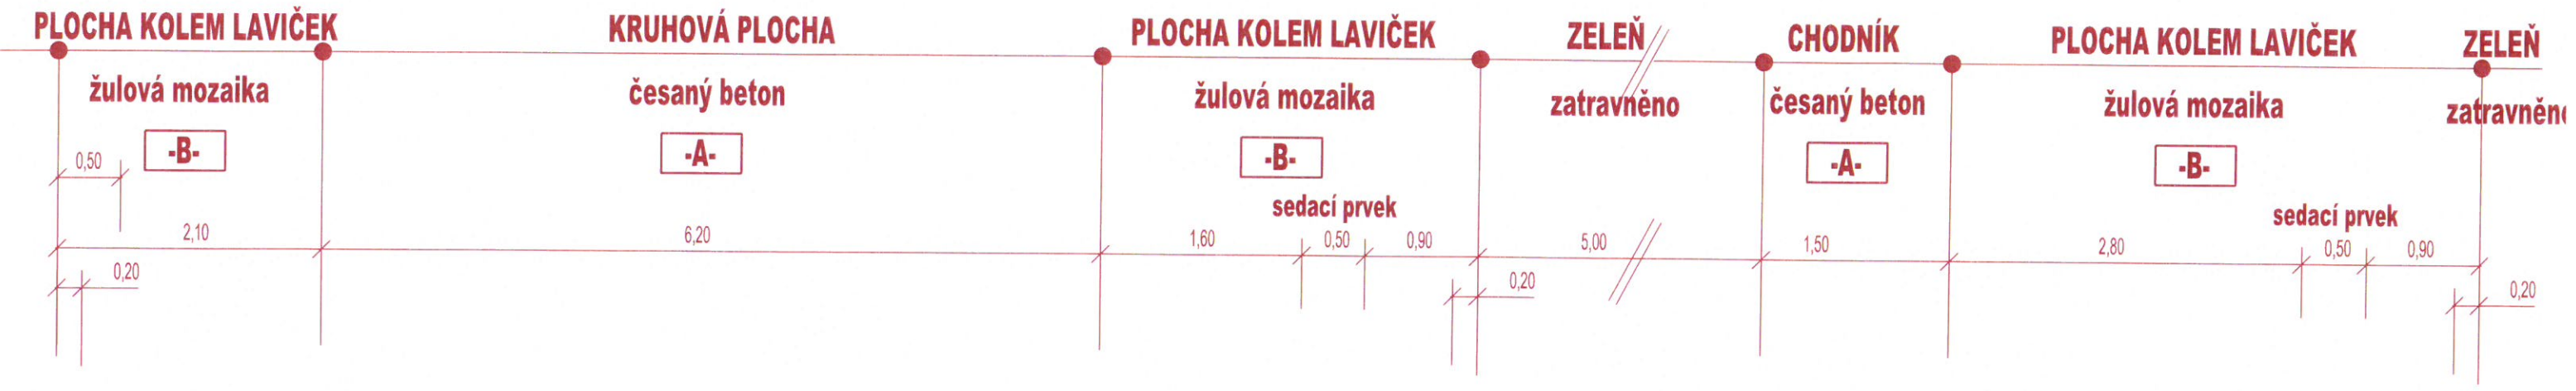 PLOCHA KOLEM LAVIČEK
KRUHOVÁ PLOCHA
PLOCHA KOLEM LAVIČEK
ZELEŇ
CHODNÍK
PLOCHA KOLEM LAVIČEK
ZELEŇ
žulová mozaika
česaný beton
žulová mozaika
zatravněno
česaný beton
žulová mozaika
zatravněn
-B-
-A-
-B-
-A-
-B-
0,50
sedací prvek
sedací prvek
2,10
6,20
1,60
0,50
0,90
5,00
1,50
2,80
0,50
0,90
0,20
0,20
0,20